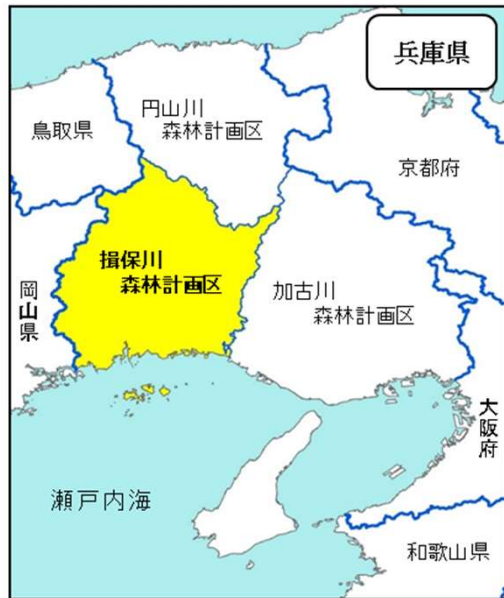 兵庫県
円山川
森林計画区
鳥取県
京都府
揖保川
森林計画区
加古川
森林計画区
岡山県
大阪府
瀬戸内海
和歌山県